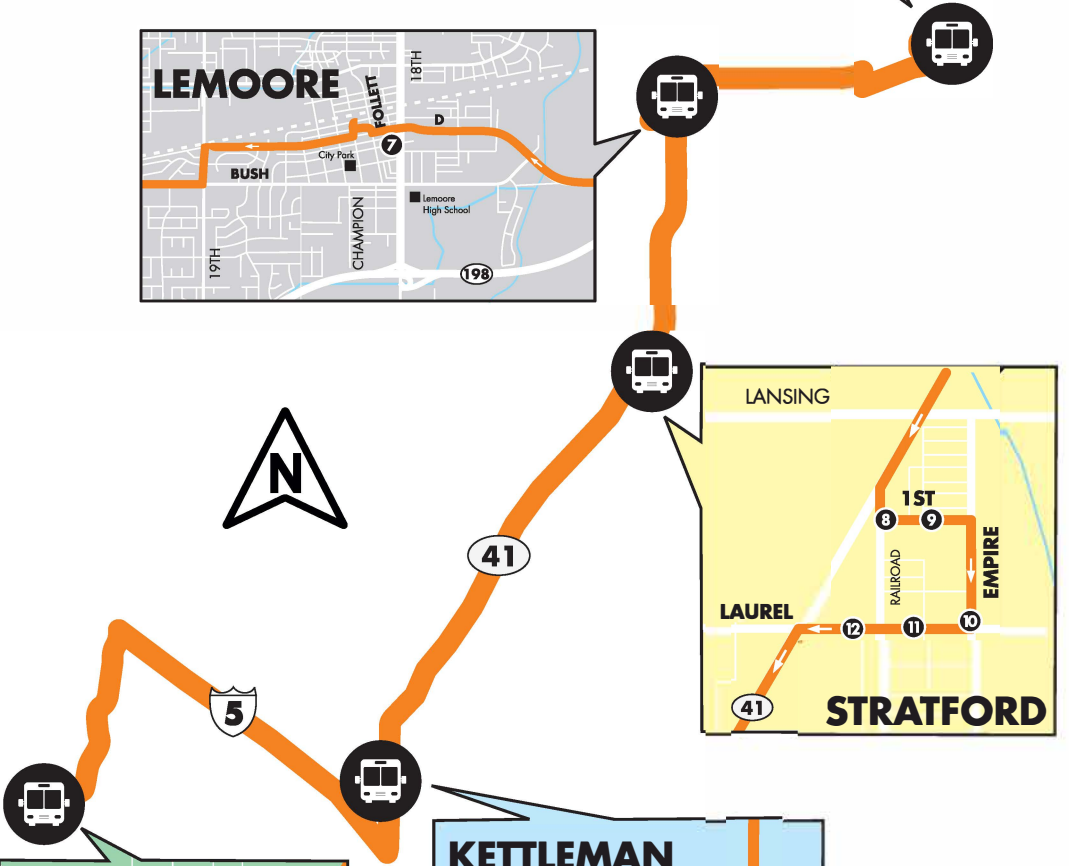 LEMOORE
FOLLETT
18TH
D
7
City Park
BUSH
Lemoore
High School
CHAMPION
19TH
198
N
41
5
LANSING
1ST
8
9
RAILROAD
EMPIRE
LAUREL
12
11
10
41
STRATFORD
KETTLEMAN